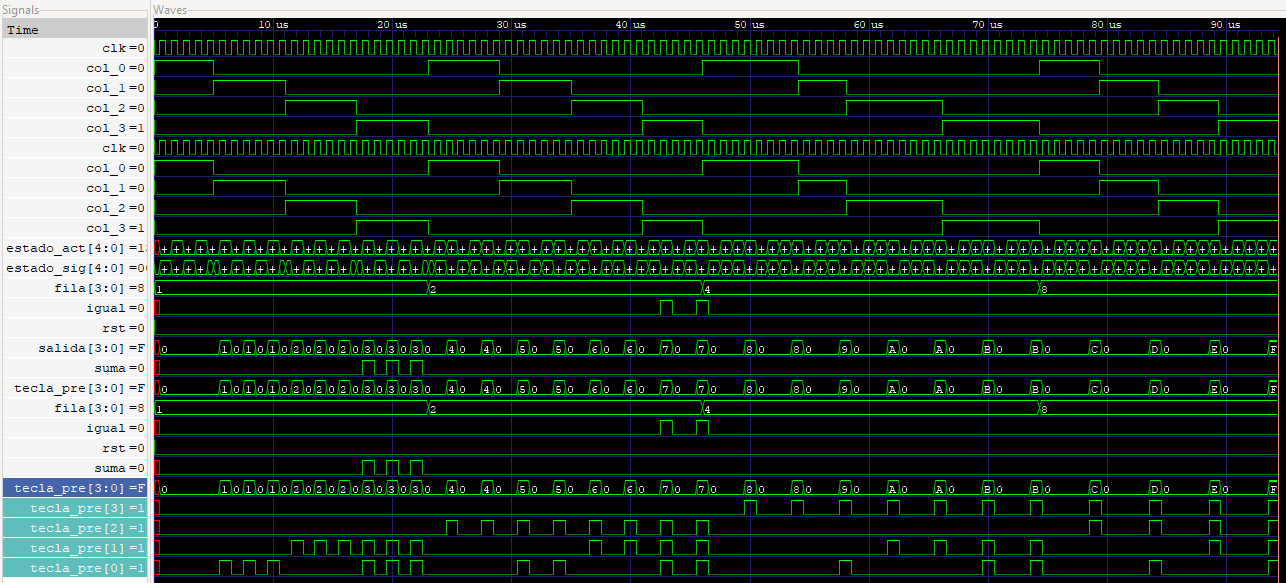 Signals Waves
Time 0 10 us 20 us 30 us 40 us 50 us 60 us 70 us 80 us 90 us
clk=0
col_0=0
col_1=0
col_2=0
col_3=1
clk=0
col_0=0
col_1=0
col_2=0
col_3=1
estado_act[4:0]=1
estado_sig[4:0]=0
fila[3:0]=8 1 2 4 8
igual=0
rst=0
salida[3:0]=F 0 1 0 1 0 1 0 2 0 2 0 2 0 3 0 3 0 3 0 4 0 4 0 5 0 5 0 6 0 6 0 7 0 7 0 8 0 8 0 9 0 A 0 A 0 B 0 B 0 C 0 D 0 E 0 F
suma=0
tecla_pre[3:0]=F 0 1 0 1 0 1 0 2 0 2 0 2 0 3 0 3 0 3 0 4 0 4 0 5 0 5 0 6 0 6 0 7 0 7 0 8 0 8 0 9 0 A 0 A 0 B 0 B 0 C 0 D 0 E 0 F
fila[3:0]=8 1 2 4 8
igual=0
rst=0
suma=0
tecla_pre[3:0]=F 0 1 0 1 0 1 0 2 0 2 0 2 0 3 0 3 0 3 0 4 0 4 0 5 0 5 0 6 0 6 0 7 0 7 0 8 0 8 0 9 0 A 0 A 0 B 0 B 0 C 0 D 0 E 0 F
tecla_pre[3]=1
tecla_pre[2]=1
tecla_pre[1]=1
tecla_pre[0]=1